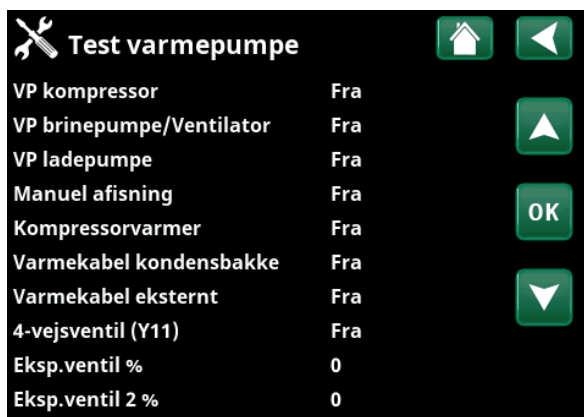 Test varmepumpe
VP kompressor Fra
VP brinepumpe/Ventilator Fra
VP ladepumpe Fra
Manuel afisning Fra
OK
Kompressorvarmer Fra
Varmekabel kondensbakke Fra
Varmekabel eksternt Fra
4-vejsventil (Y11) Fra
Eksp.ventil % 0
Eksp.ventil 2 % 0